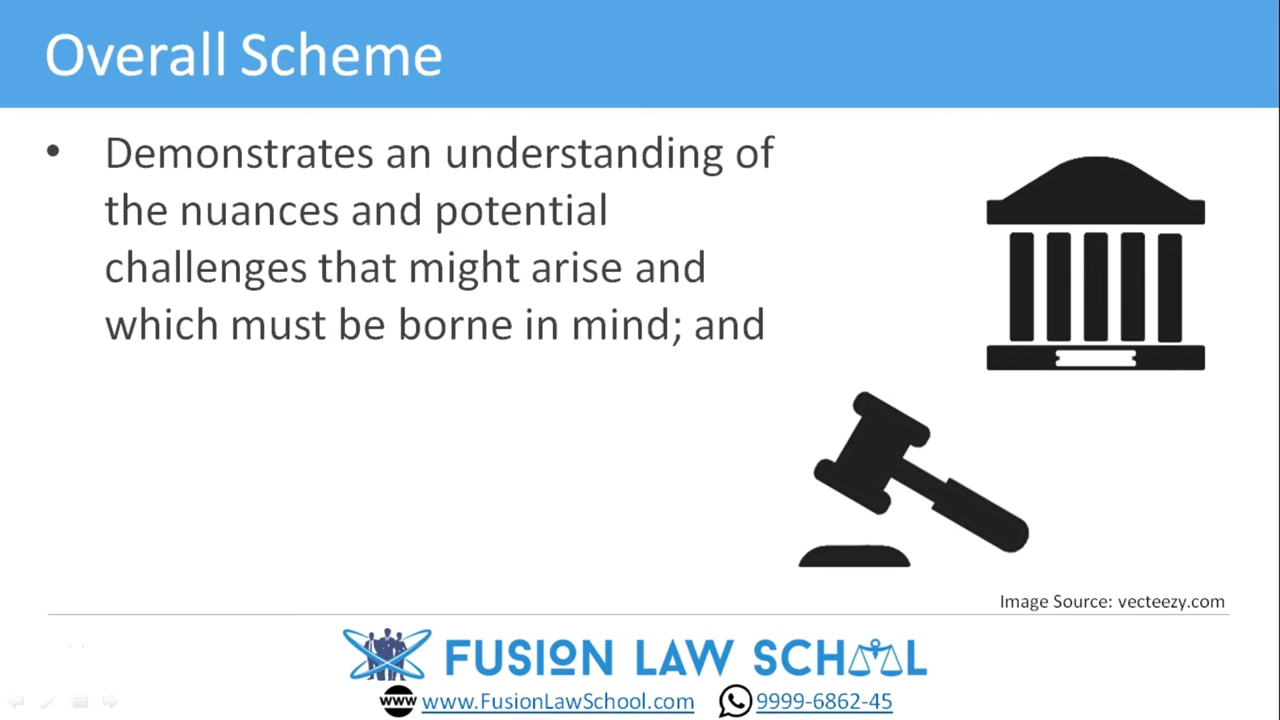 Overall Scheme
• Demonstrates an understanding of
the nuances and potential
challenges that might arise and
which must be borne in mind; and
Image Source: vecteezy.com
FUSION LAW SCHOOL
www www.FusionLawSchool.com 9999-6862-45